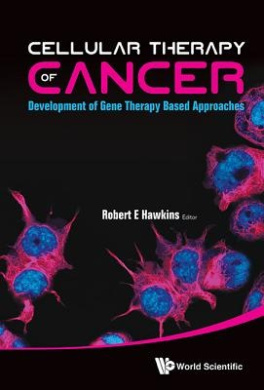 CELLULAR THERAPY
OF CANCER
Development of Gene Therapy Based Approaches
Robert E Hawkins Editor
World Scientific